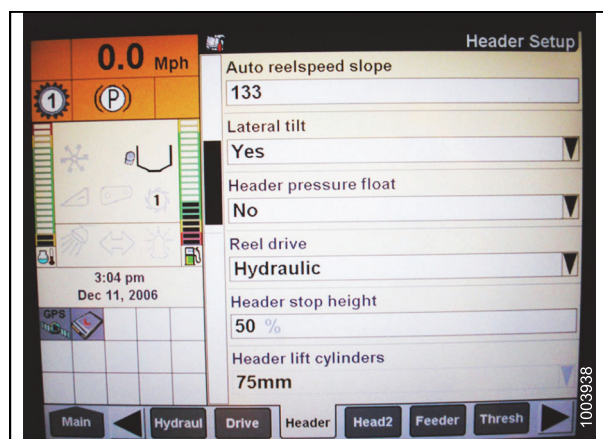 0.0 Mph
1
(P)
1
3:04 pm
Dec 11, 2006
GPS
Header Setup
Auto reelspeed slope
133
Lateral tilt
Yes
Header pressure float
No
Reel drive
Hydraulic
Header stop height
50 %
Header lift cylinders
75mm
Main
Hydraul
Drive
Header
Head2
Feeder
Thresh
1003938